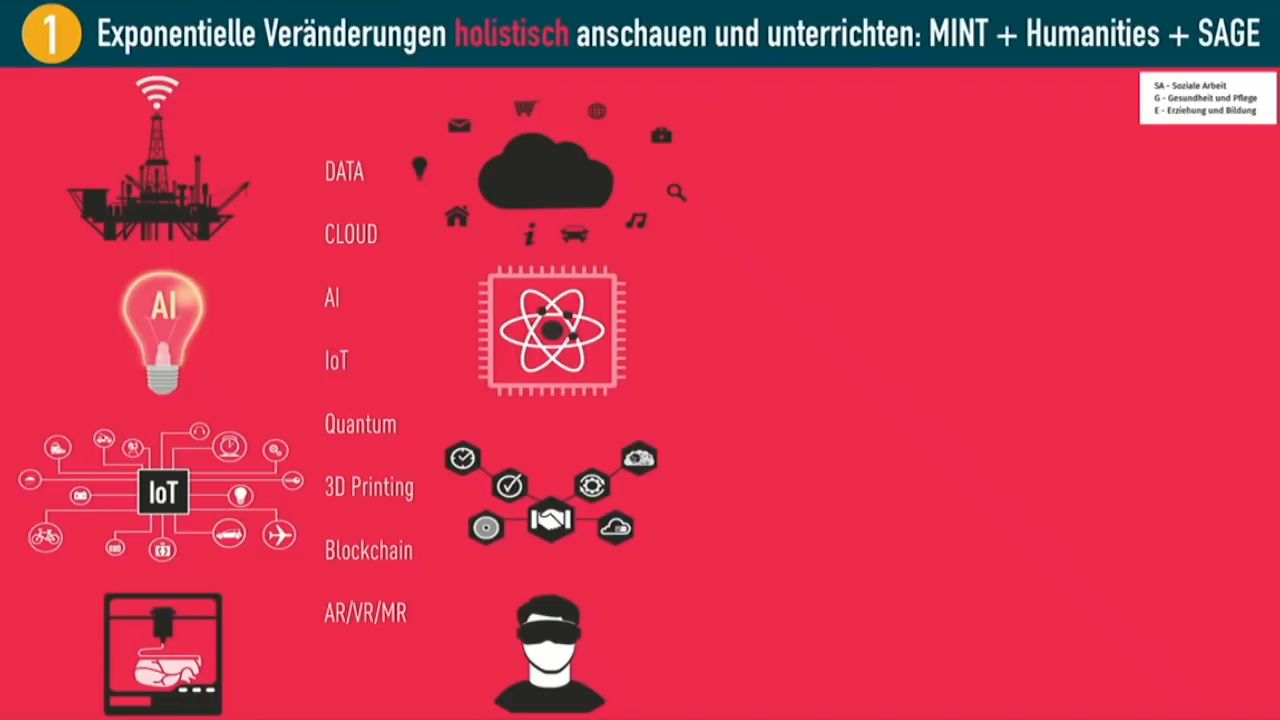 1 Exponentielle Veränderungen holistisch anschauen und unterrichten: MINT + Humanities + SAGE
SA - Soziale Arbeit
G - Gesundheit und Pflege
E - Erziehung und Bildung
DATA
CLOUD
AI
AI
IoT
Quantum
IoT
3D Printing
Blockchain
AR/VR/MR